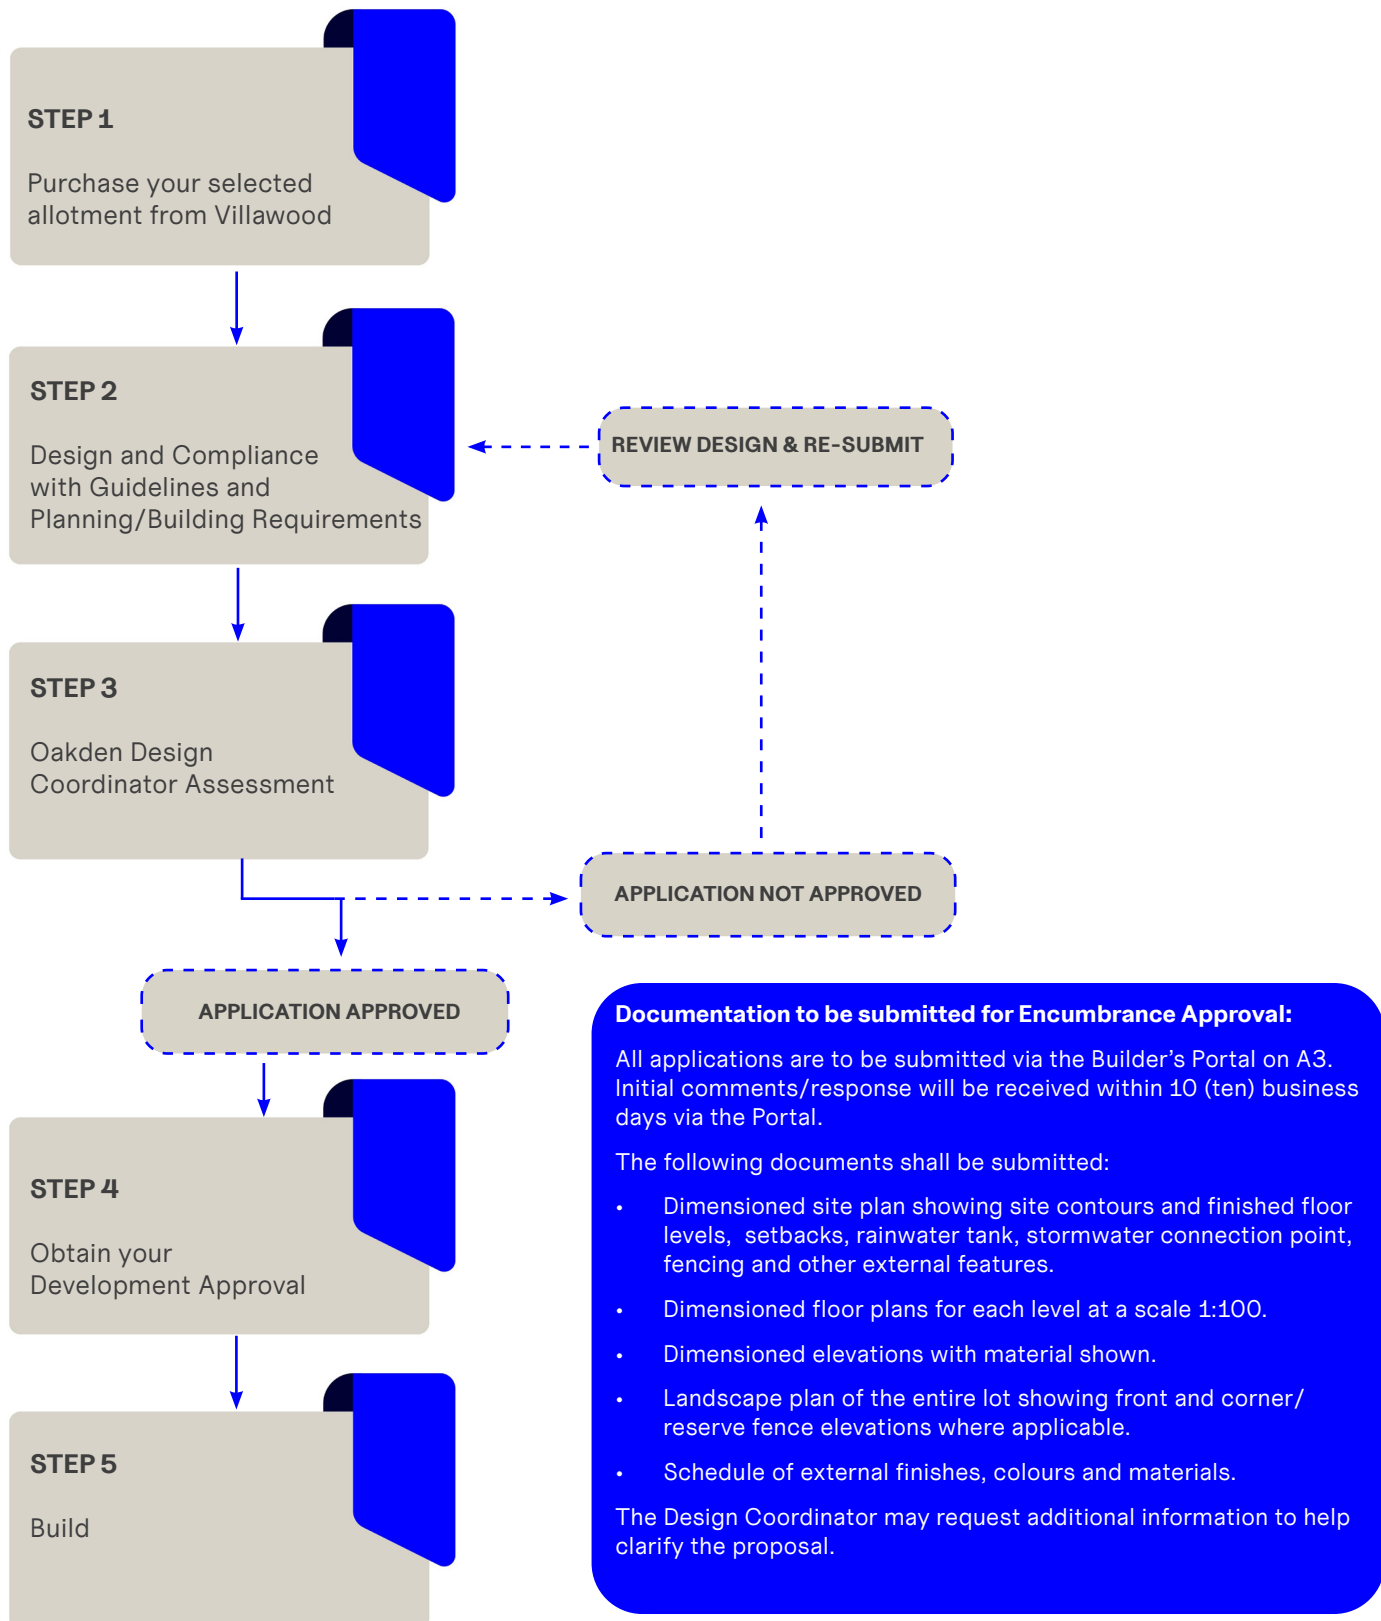 STEP 1
Purchase your selected
allotment from Villawood
STEP 2
Design and Compliance
with Guidelines and
Planning/Building Requirements
REVIEW DESIGN & RE-SUBMIT
STEP 3
Oakden Design
Coordinator Assessment
APPLICATION NOT APPROVED
APPLICATION APPROVED
STEP 4
Obtain your
Development Approval
STEP 5
Build
Documentation to be submitted for Encumbrance Approval:
All applications are to be submitted via the Builder's Portal on A3.
Initial comments/response will be received within 10 (ten) business
days via the Portal.
The following documents shall be submitted:
• Dimensioned site plan showing site contours and finished floor
levels, setbacks, rainwater tank, stormwater connection point,
fencing and other external features.
• Dimensioned floor plans for each level at a scale 1:100.
• Dimensioned elevations with material shown.
• Landscape plan of the entire lot showing front and corner/
reserve fence elevations where applicable.
• Schedule of external finishes, colours and materials.
The Design Coordinator may request additional information to help
clarify the proposal.